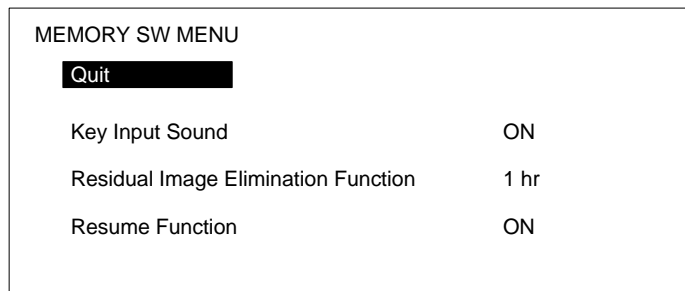 MEMORY SW MENU
Quit
Key Input Sound ON
Residual Image Elimination Function 1 hr
Resume Function ON